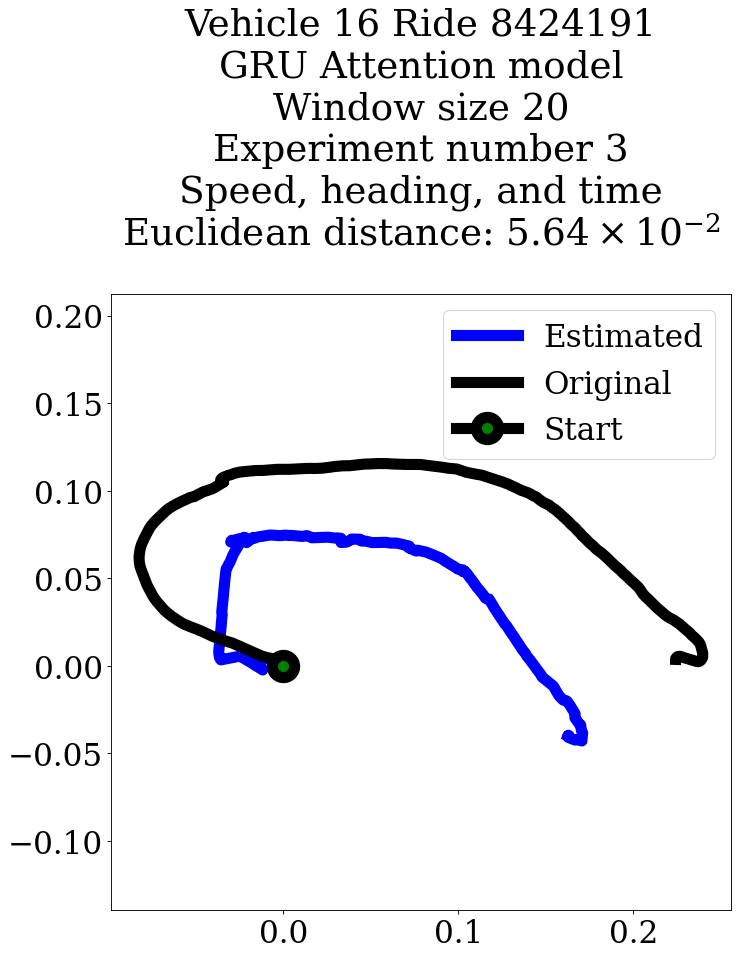 Vehicle 16 Ride 8424191
GRU Attention model
Window size 20
Experiment number 3
Speed, heading, and time
Euclidean distance: 5.64 × 10⁻²
Estimated
Original
Start
0.20
0.15
0.10
0.05
0.00
−0.05
−0.10
0.0
0.1
0.2